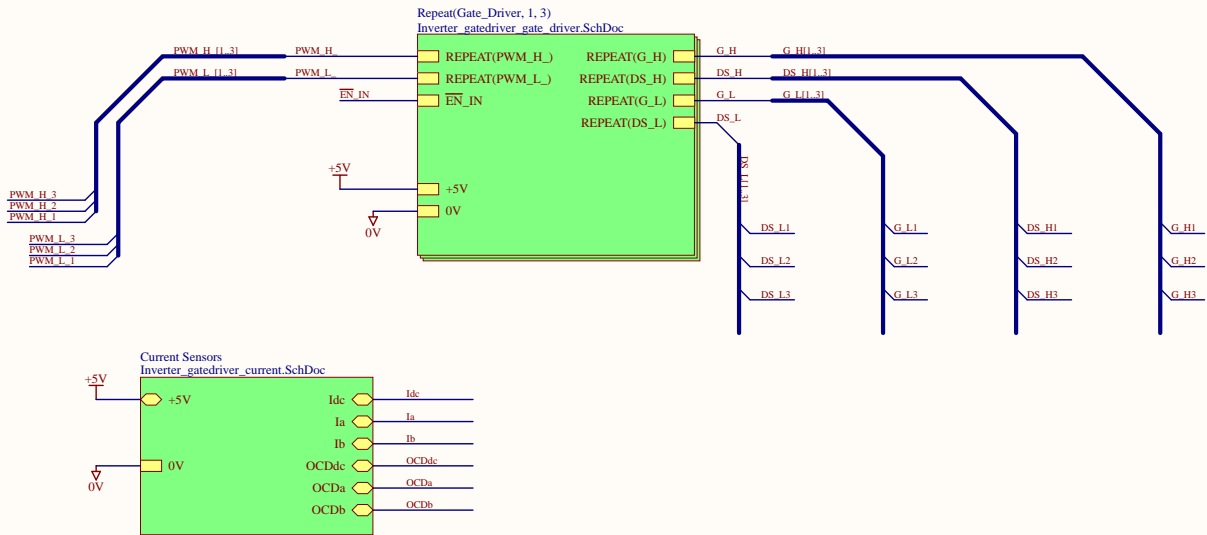 Repeat(Gate_Driver, 1, 3)
Inverter_gatedriver_gate_driver.SchDoc
PWM_H_[1..3]
PWM_H_
REPEAT(PWM_H_)
REPEAT(G_H)
G_H
G_H[1..3]
PWM_L_[1..3]
PWM_L_
REPEAT(PWM_L_)
REPEAT(DS_H)
DS_H
DS_H[1..3]
EN_IN
EN_IN
REPEAT(G_L)
G_L
G_L[1..3]
REPEAT(DS_L)
DS_L
DS_L[1..3]
+5V
+5V
0V
0V
PWM_H_3
PWM_H_2
PWM_H_1
PWM_L_3
PWM_L_2
PWM_L_1
DS_L1
G_L1
DS_H1
G_H1
DS_L2
G_L2
DS_H2
G_H2
DS_L3
G_L3
DS_H3
G_H3
Current Sensors
Inverter_gatedriver_current.SchDoc
+5V
+5V
Idc
Idc
Ia
Ia
Ib
Ib
0V
0V
OCDdc
OCDdc
OCDa
OCDa
OCDb
OCDb